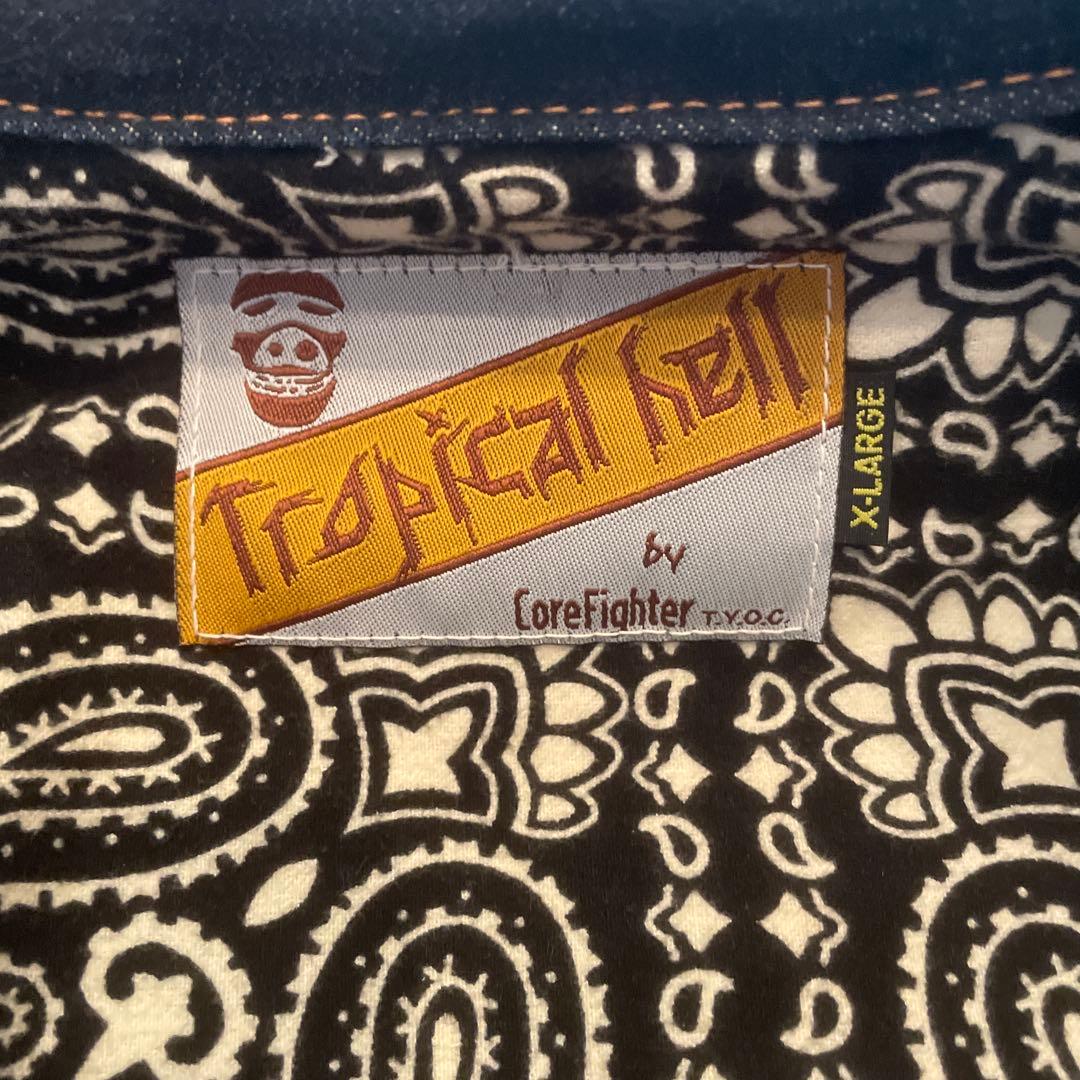 Tropical hell
by
CoreFighter T.Y.O.C.
X-LARGE